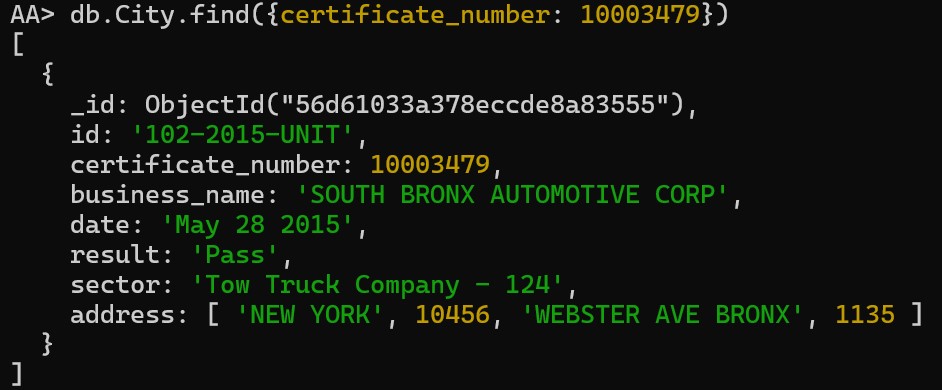 AA> db.City.find({certificate_number: 10003479})
[
  {
    _id: ObjectId("56d61033a378eccde8a83555"),
    id: '102-2015-UNIT',
    certificate_number: 10003479,
    business_name: 'SOUTH BRONX AUTOMOTIVE CORP',
    date: 'May 28 2015',
    result: 'Pass',
    sector: 'Tow Truck Company - 124',
    address: [ 'NEW YORK', 10456, 'WEBSTER AVE BRONX', 1135 ]
  }
]